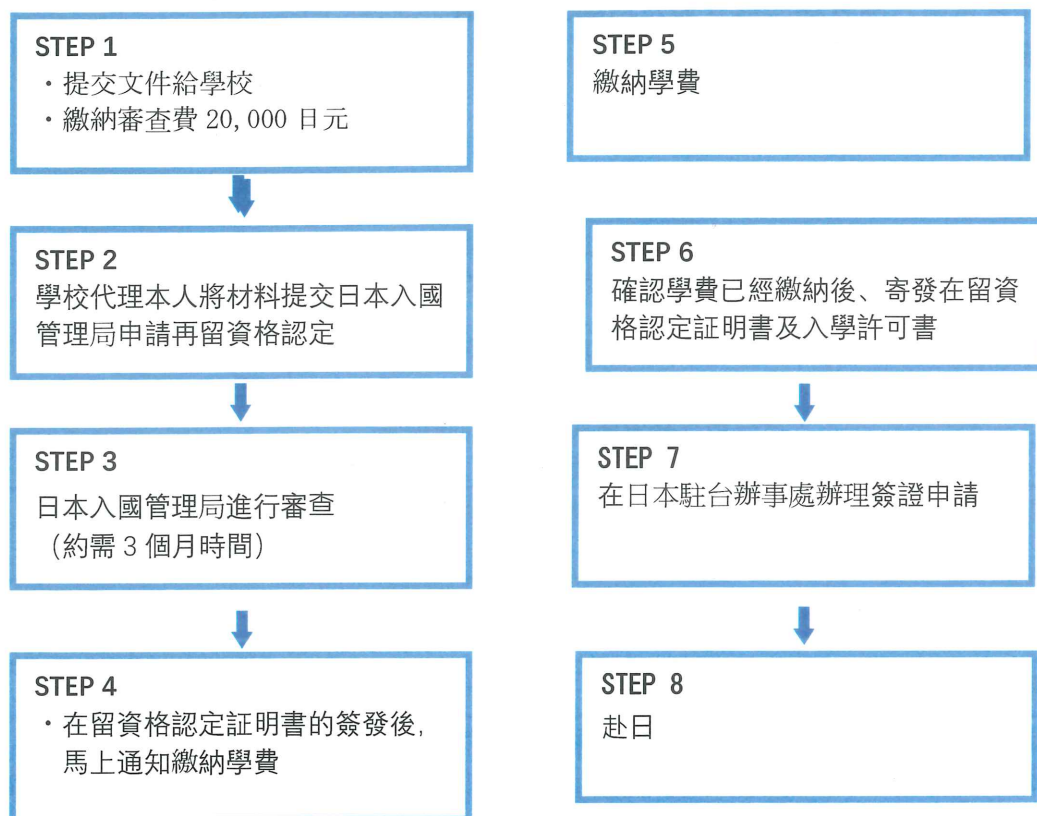 STEP 1
・提交文件給學校
・繳納審查費 20,000 日元
STEP 2
學校代理本人將材料提交日本入國
管理局申請再留資格認定
STEP 3
日本入國管理局進行審查
（約需 3 個月時間）
STEP 4
・在留資格認定証明書的簽發後,
馬上通知繳納學費
STEP 5
繳納學費
STEP 6
確認學費已經繳納後、寄發在留資
格認定証明書及入學許可書
STEP 7
在日本駐台辦事處辦理簽證申請
STEP 8
赴日